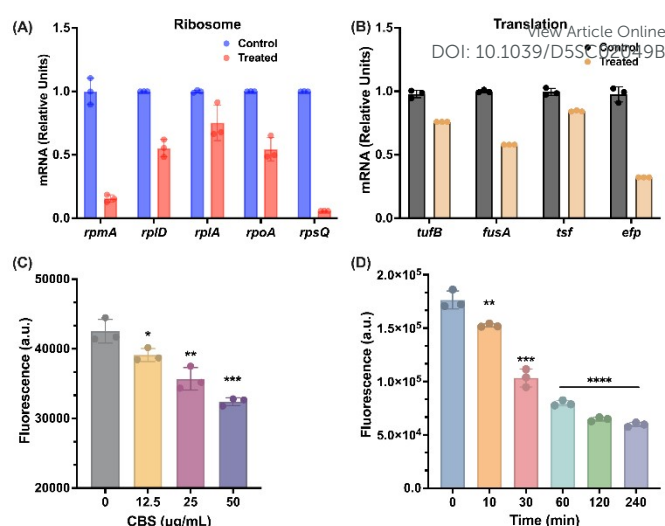 View Article Online
DOI: 10.1039/D5SC02049B
(A) Ribosome
Control
Treated
mRNA (Relative Units)
1.5
1.0
0.5
0.0
rpmA rplD rplA rpoA rpsQ
(B) Translation
Control
Treated
mRNA (Relative Units)
1.5
1.0
0.5
0.0
tufB fusA tsf efp
(C)
Fluorescence (a.u.)
50000
40000
30000
20000
* ** ***
0 12.5 25 50
CBS (µg/mL)
(D)
Fluorescence (a.u.)
2.0×10⁵
1.5×10⁵
1.0×10⁵
5.0×10⁴
0.0
** *** ****
0 10 30 60 120 240
Time (min)